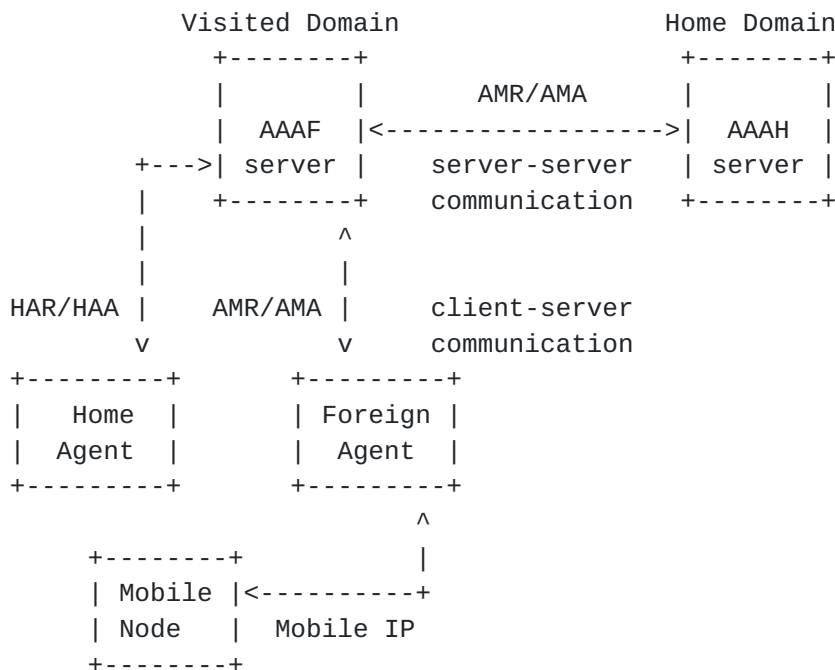 Visited Domain                 Home Domain
  +--------+                    +--------+
  |        |       AMR/AMA      |        |
  |  AAAF  |<------------------->|  AAAH  |
+--->| server |    server-server   | server |
|    +--------+    communication   +--------+
|            ^
|            |
HAR/HAA |    AMR/AMA |     client-server
v            v     communication
+---------+       +---------+
|   Home  |       | Foreign |
|  Agent  |       |  Agent  |
+---------+       +---------+
^
+--------+            |
| Mobile |<----------+
| Node   |  Mobile IP
+--------+